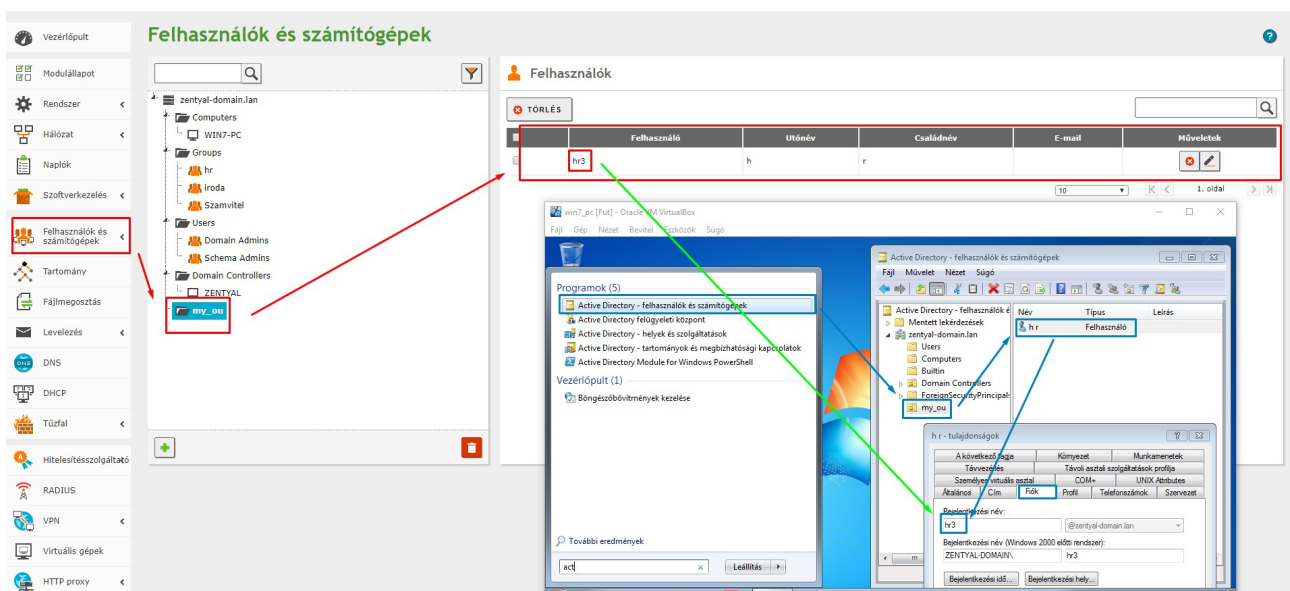 Felhasználók és számítógépek
Vezérlőpult
Modulállapot
Rendszer
Hálózat
Naplók
Szoftverkezelés
Felhasználók és
számítógépek
Tartomány
Fájlmegosztás
Levelezés
DNS
DHCP
Tűzfal
Hitelesítésszolgáltató
RADIUS
VPN
Virtuális gépek
HTTP proxy
zentyal-domain.lan
Computers
WIN7-PC
Groups
hr
iroda
Szamvitel
Users
Domain Admins
Schema Admins
Domain Controllers
ZENTYAL
my_ou
Felhasználók
TÖRLÉS
Felhasználó Utónév Családnév E-mail Műveletek
hr3 h r
10 1. oldal
win7_pc [Fut] - Oracle VM VirtualBox
Fájl Gép Nézet Bevitel Eszközök Súgó
Programok (5)
Active Directory - felhasználók és számítógépek
Active Directory felügyeleti központ
Active Directory - helyek és szolgáltatások
Active Directory - tartományok és megbízhatósági kapcsolatok
Active Directory Module for Windows PowerShell
Vezérlőpult (1)
Böngészőbővítmények kezelése
További eredmények
act
Leállítás
Active Directory - felhasználók és számítógépek
Fájl Művelet Nézet Súgó
Active Directory - felhasználók é
Mentett lekérdezések
zentyal-domain.lan
Users
Computers
Builtin
Domain Controllers
ForeignSecurityPrincipals
my_ou
Név Típus Leírás
h r Felhasználó
h r - tulajdonságok
A következő tagja Környezet Munkamenetek
Távvezérlés Távoli asztali szolgáltatások profilja
Személyes virtuális asztal COM+ UNIX Attributes
Általános Cím Fiók Profil Telefonszámok Szervezet
Bejelentkezési név:
hr3 @zentyal-domain.lan
Bejelentkezési név (Windows 2000 előtti rendszer):
ZENTYAL-DOMAIN\ hr3
Bejelentkezési idő... Bejelentkezési hely...